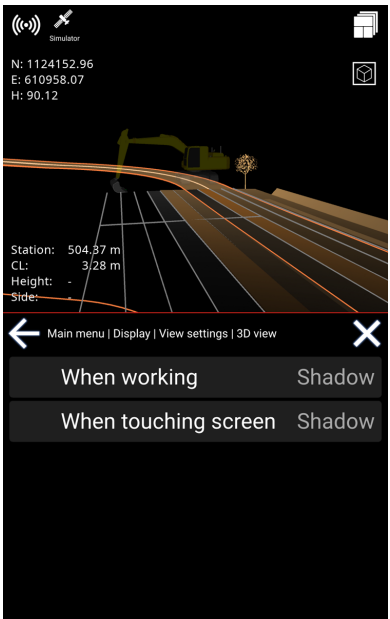 Simulator
N: 1124152.96
E: 610958.07
H: 90.12
Station: 504.37 m
CL: 3.28 m
Height: -
Side: -
Main menu | Display | View settings | 3D view
When working Shadow
When touching screen Shadow